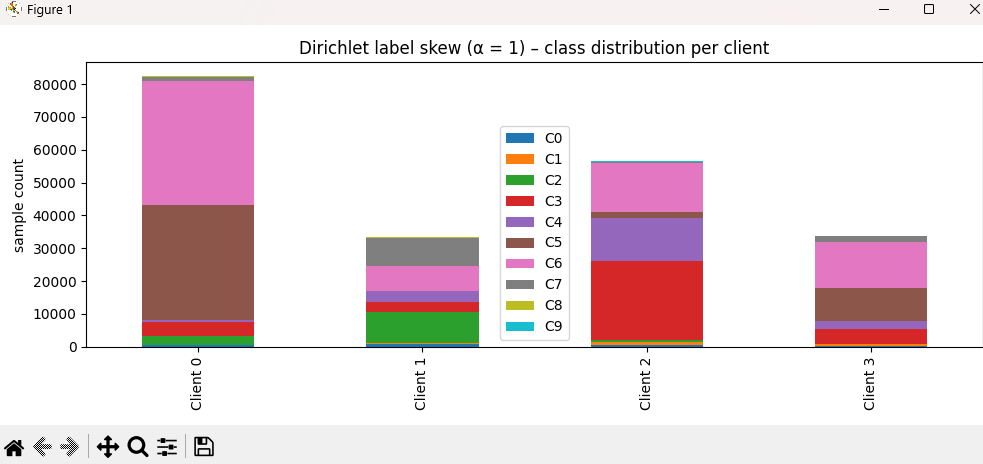 Figure 1
Dirichlet label skew (α = 1) – class distribution per client
sample count
80000
70000
60000
50000
40000
30000
20000
10000
0
C0
C1
C2
C3
C4
C5
C6
C7
C8
C9
Client 0
Client 1
Client 2
Client 3